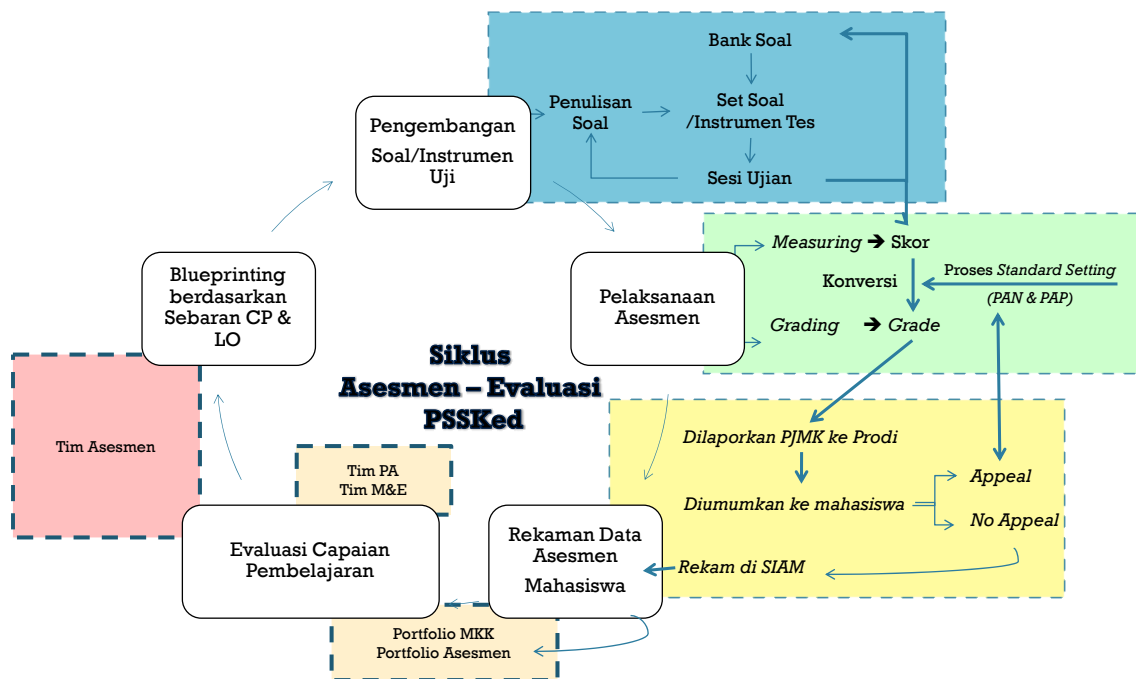 Bank Soal
Penulisan
Soal
Set Soal
/Instrumen Tes
Sesi Ujian
Pengembangan
Soal/Instrumen
Uji
Measuring → Skor
Konversi
Proses Standard Setting
(PAN & PAP)
Grading → Grade
Pelaksanaan
Asesmen
Blueprinting
berdasarkan
Sebaran CP &
LO
Siklus
Asesmen – Evaluasi
PSSKed
Tim Asesmen
Tim PA
Tim M&E
Dilaporkan PJMK ke Prodi
Diumumkan ke mahasiswa
Appeal
No Appeal
Rekam di SIAM
Rekaman Data
Asesmen
Mahasiswa
Evaluasi Capaian
Pembelajaran
Portfolio MKK
Portfolio Asesmen